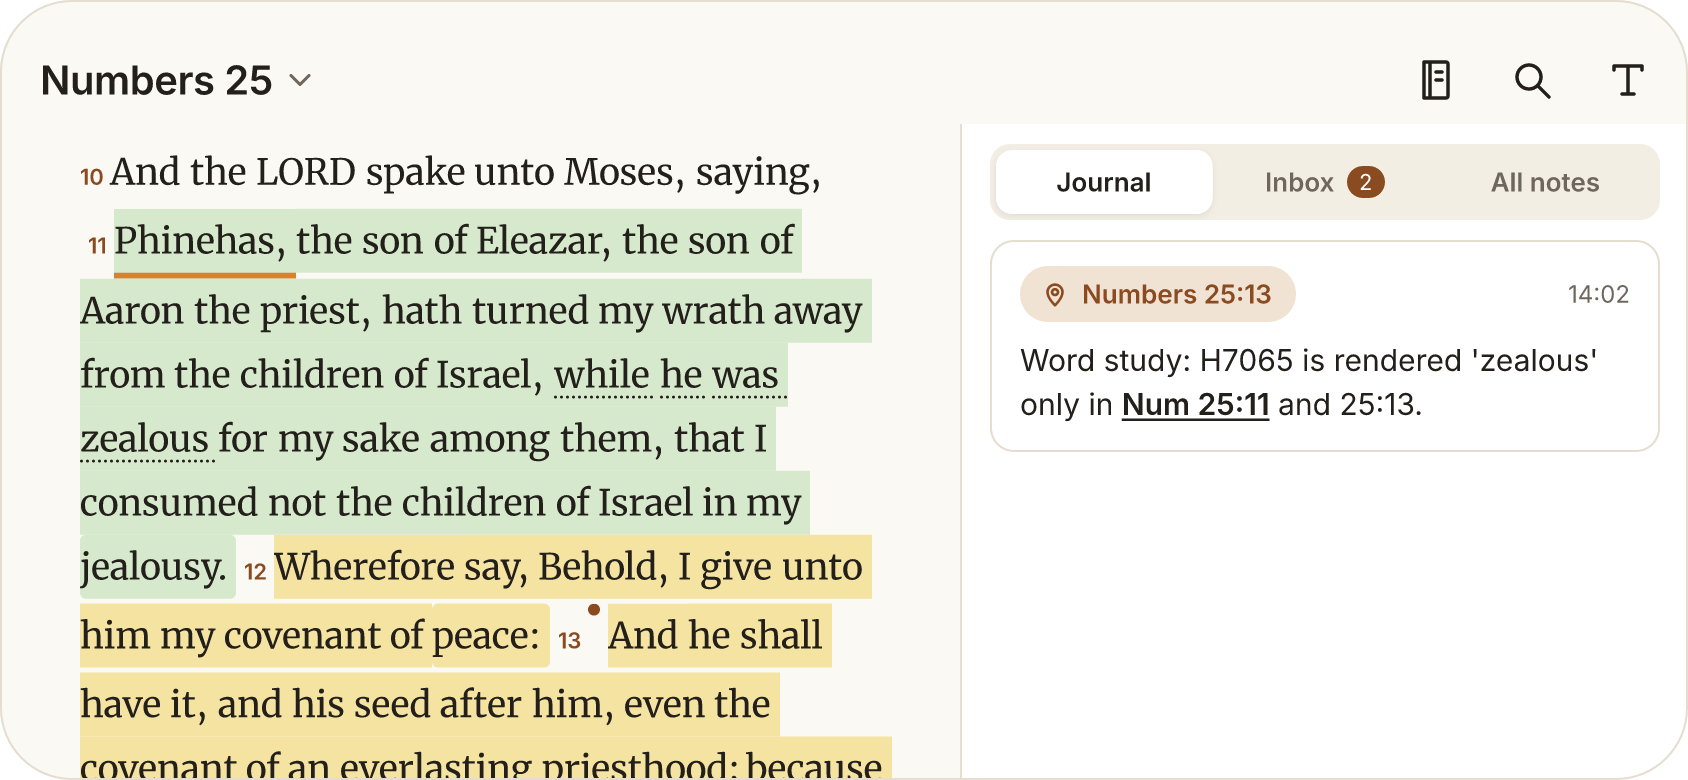 Numbers 25
10 And the LORD spake unto Moses, saying,
11 Phinehas, the son of Eleazar, the son of
Aaron the priest, hath turned my wrath away
from the children of Israel, while he was
zealous for my sake among them, that I
consumed not the children of Israel in my
jealousy. 12 Wherefore say, Behold, I give unto
him my covenant of peace: 13 And he shall
have it, and his seed after him, even the
covenant of an everlasting priesthood; because
Journal
Inbox 2
All notes
Numbers 25:13
14:02
Word study: H7065 is rendered 'zealous'
only in Num 25:11 and 25:13.